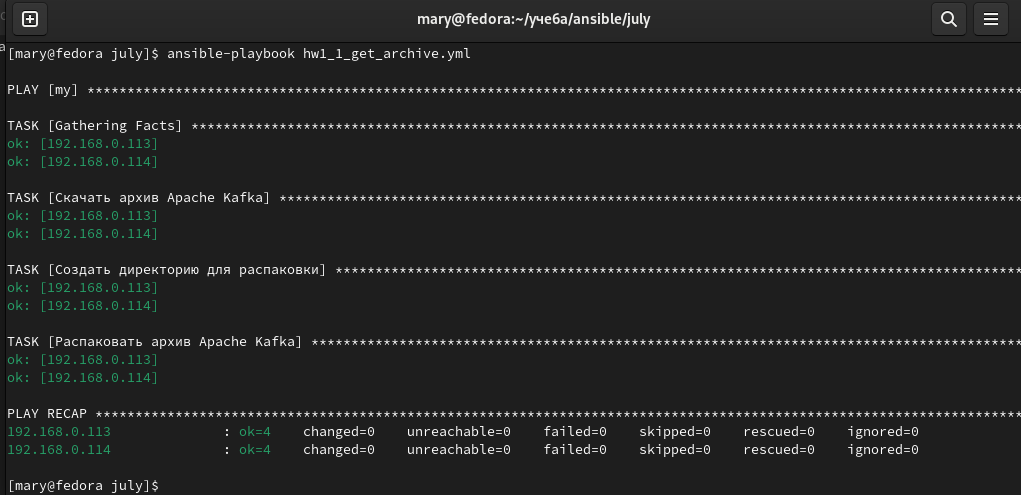 mary@fedora:~/учеба/ansible/july
[mary@fedora july]$ ansible-playbook hw1_1_get_archive.yml
PLAY [my] *********************************************************************************************************************
TASK [Gathering Facts] ********************************************************************************************************
ok: [192.168.0.113]
ok: [192.168.0.114]
TASK [Скачать архив Apache Kafka] *********************************************************************************************
ok: [192.168.0.113]
ok: [192.168.0.114]
TASK [Создать директорию для распаковки] **************************************************************************************
ok: [192.168.0.113]
ok: [192.168.0.114]
TASK [Распаковать архив Apache Kafka] *****************************************************************************************
ok: [192.168.0.113]
ok: [192.168.0.114]
PLAY RECAP ********************************************************************************************************************
192.168.0.113 : ok=4 changed=0 unreachable=0 failed=0 skipped=0 rescued=0 ignored=0
192.168.0.114 : ok=4 changed=0 unreachable=0 failed=0 skipped=0 rescued=0 ignored=0
[mary@fedora july]$